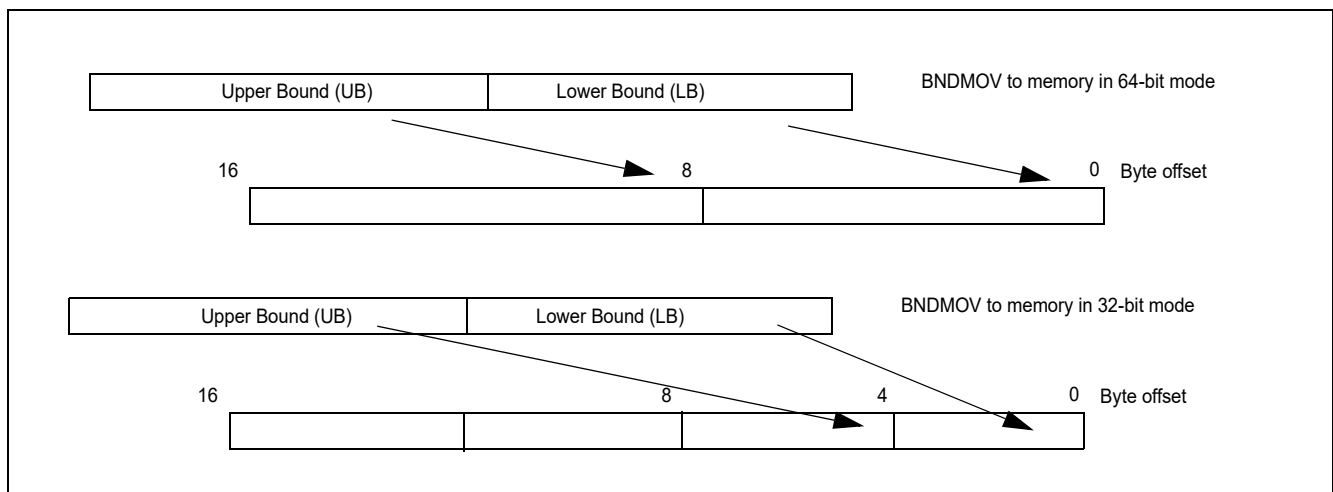 Upper Bound (UB) Lower Bound (LB) BNDMOV to memory in 64-bit mode
16 8 0 Byte offset
Upper Bound (UB) Lower Bound (LB) BNDMOV to memory in 32-bit mode
16 8 4 0 Byte offset